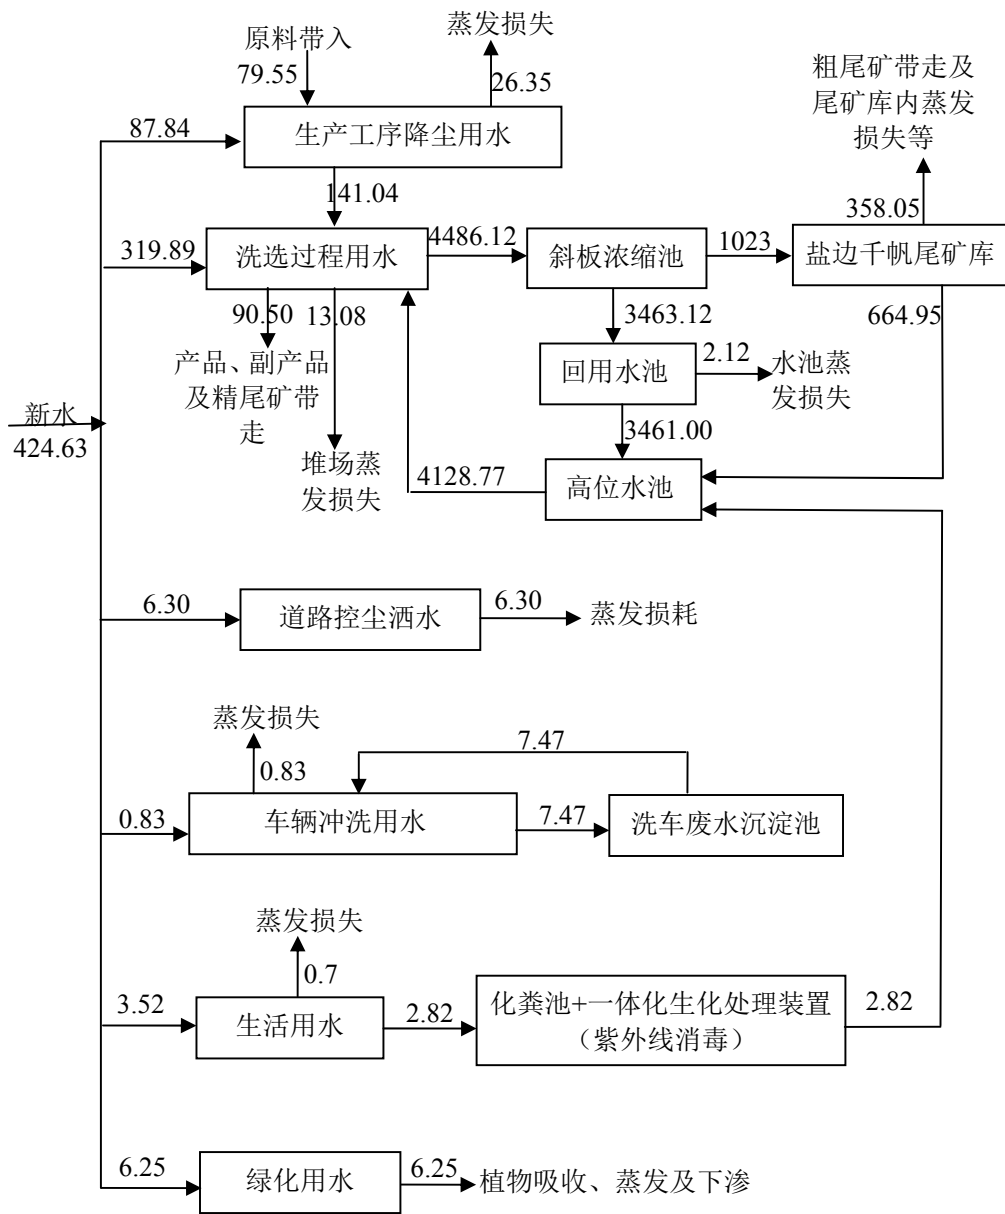 原料带入
79.55
蒸发损失
26.35
87.84
生产工序降尘用水
141.04
粗尾矿带走及
尾矿库内蒸发
损失等
358.05
319.89
洗选过程用水
4486.12
斜板浓缩池
1023
盐边千帆尾矿库
90.50
13.08
3463.12
664.95
产品、副产品
及精尾矿带
走
回用水池
2.12
水池蒸
发损失
新水
424.63
3461.00
堆场蒸
发损失
4128.77
高位水池
6.30
道路控尘洒水
6.30
蒸发损耗
蒸发损失
0.83
7.47
0.83
车辆冲洗用水
7.47
洗车废水沉淀池
蒸发损失
0.7
3.52
生活用水
2.82
化粪池+一体化生化处理装置
（紫外线消毒）
2.82
6.25
绿化用水
6.25
植物吸收、蒸发及下渗